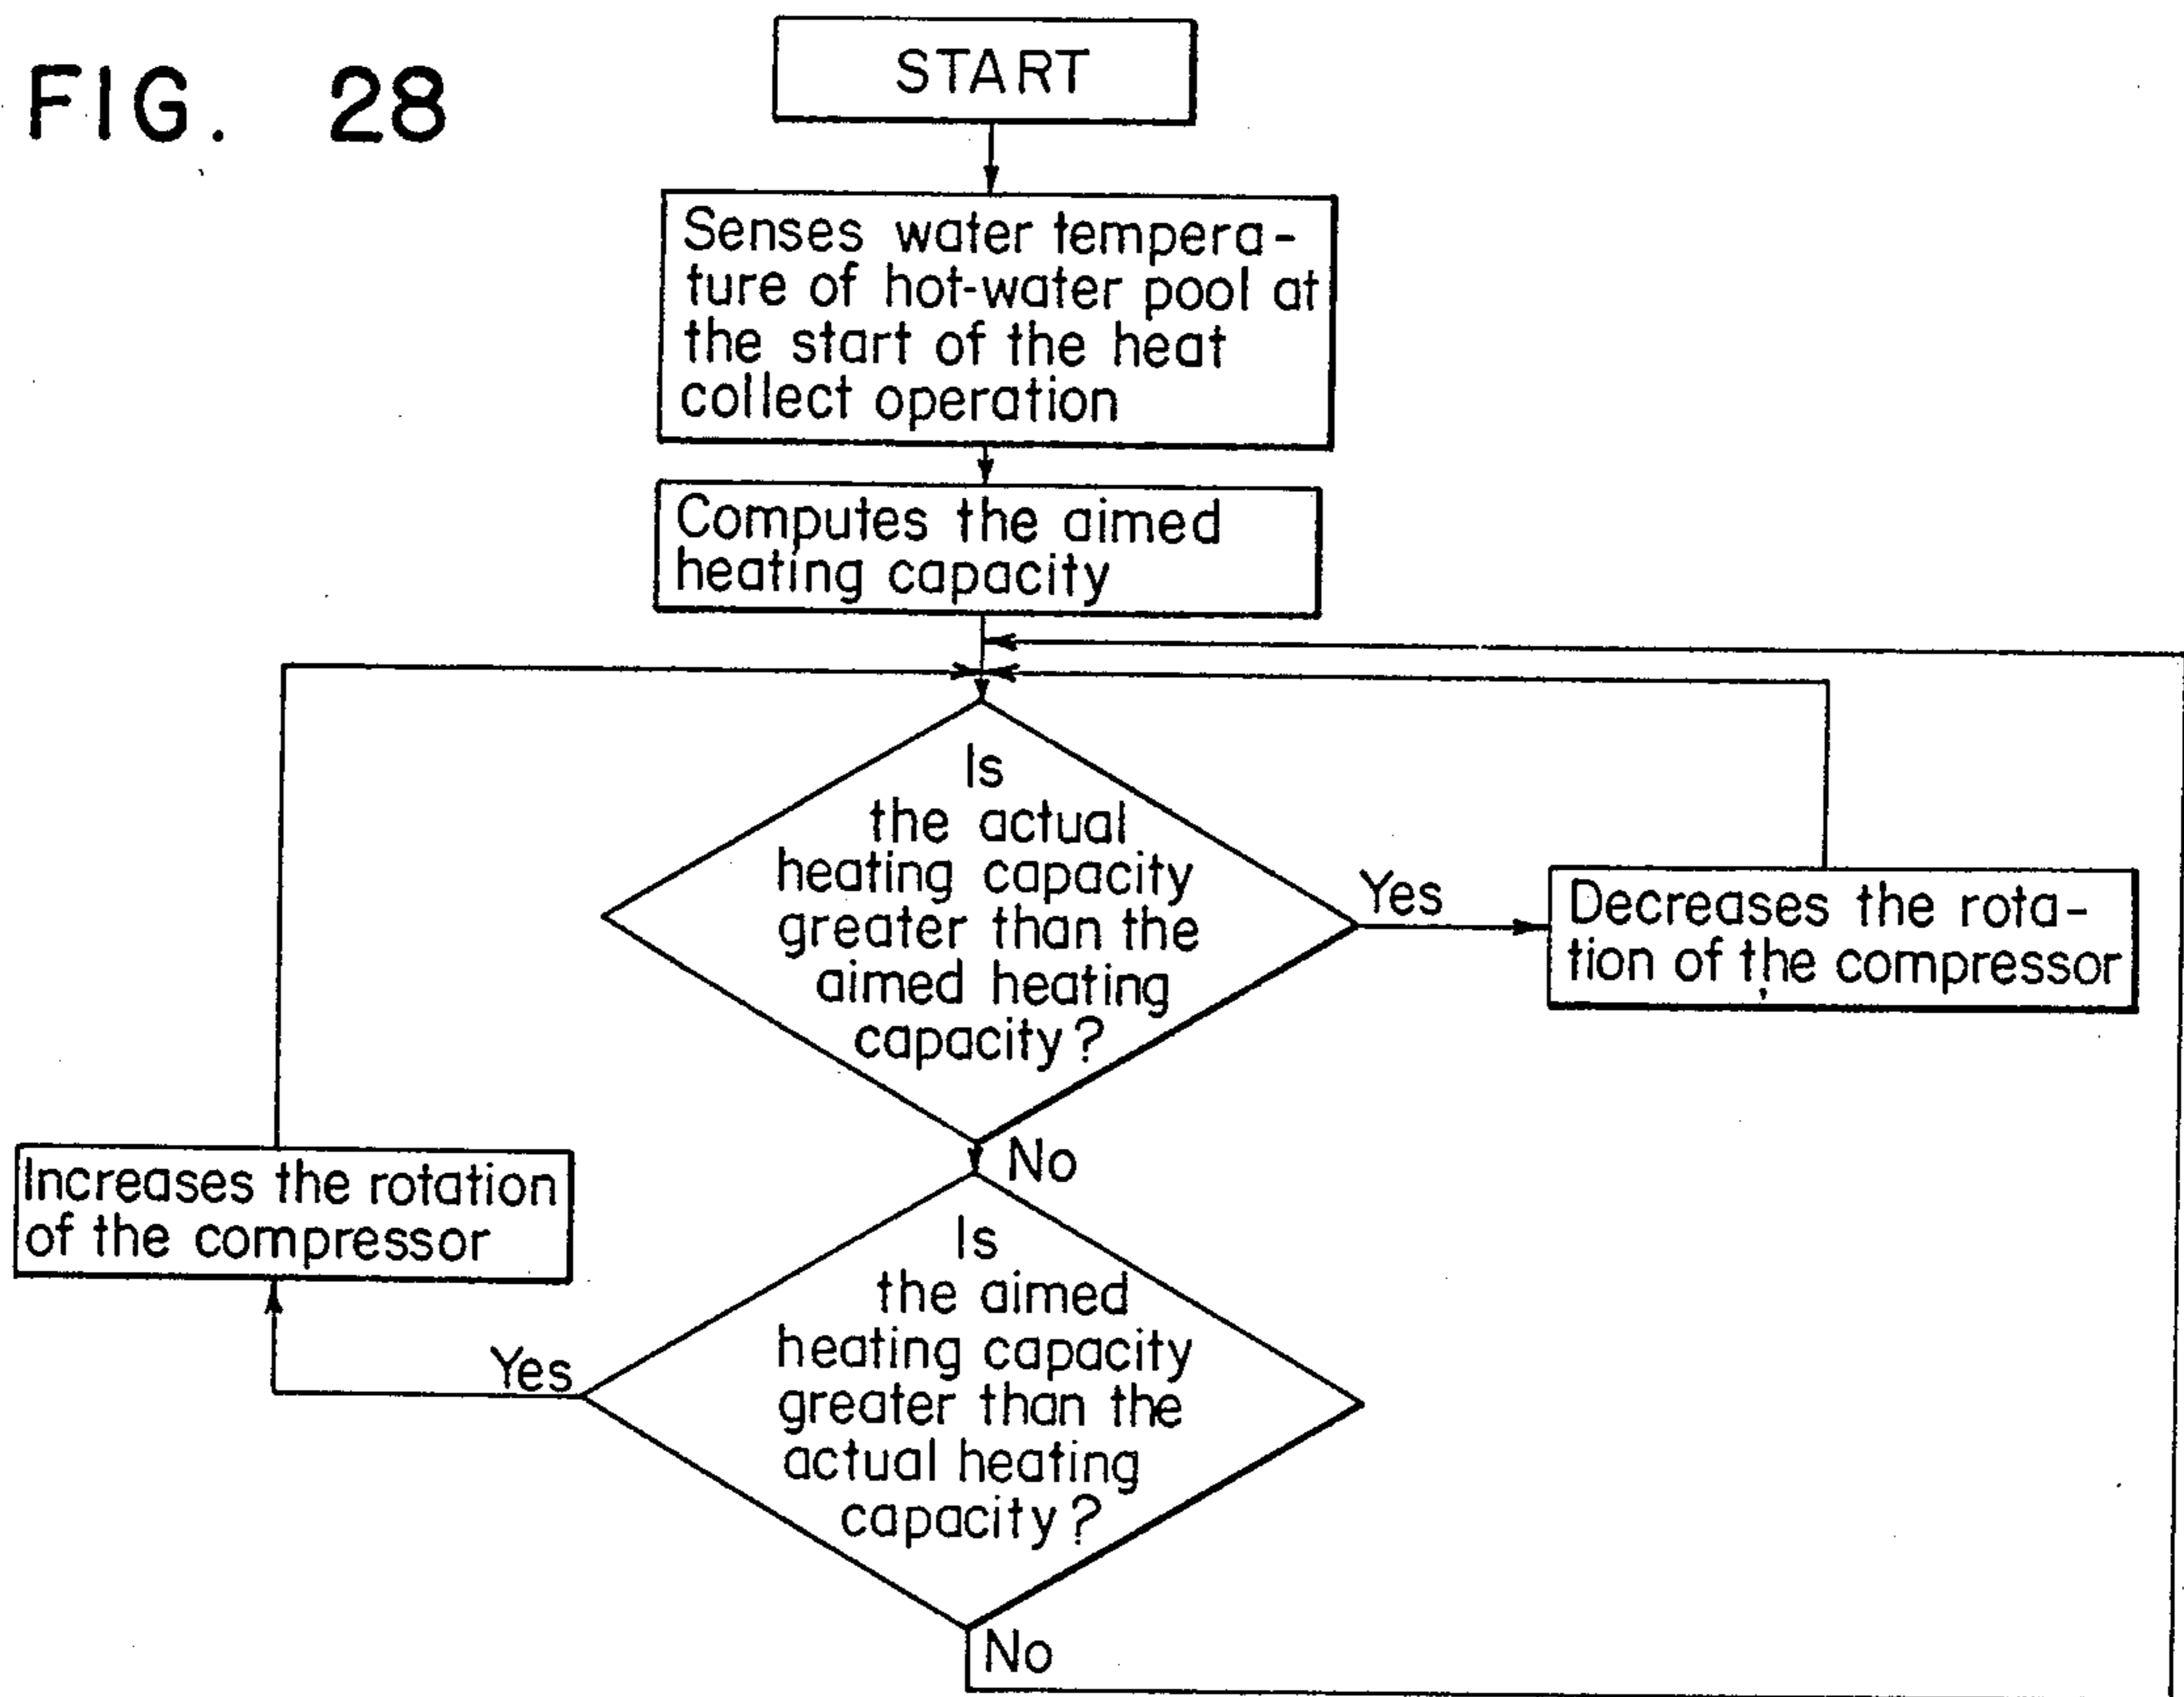 FIG. 28
START
Senses water tempera-
ture of hot-water pool at
the start of the heat
collect operation
Computes the aimed
heating capacity
Is
the actual
heating capacity
greater than the
aimed heating
capacity?
Yes
Decreases the rota-
tion of the compressor
No
Increases the rotation
of the compressor
Is
the aimed
heating capacity
greater than the
actual heating
capacity?
Yes
No